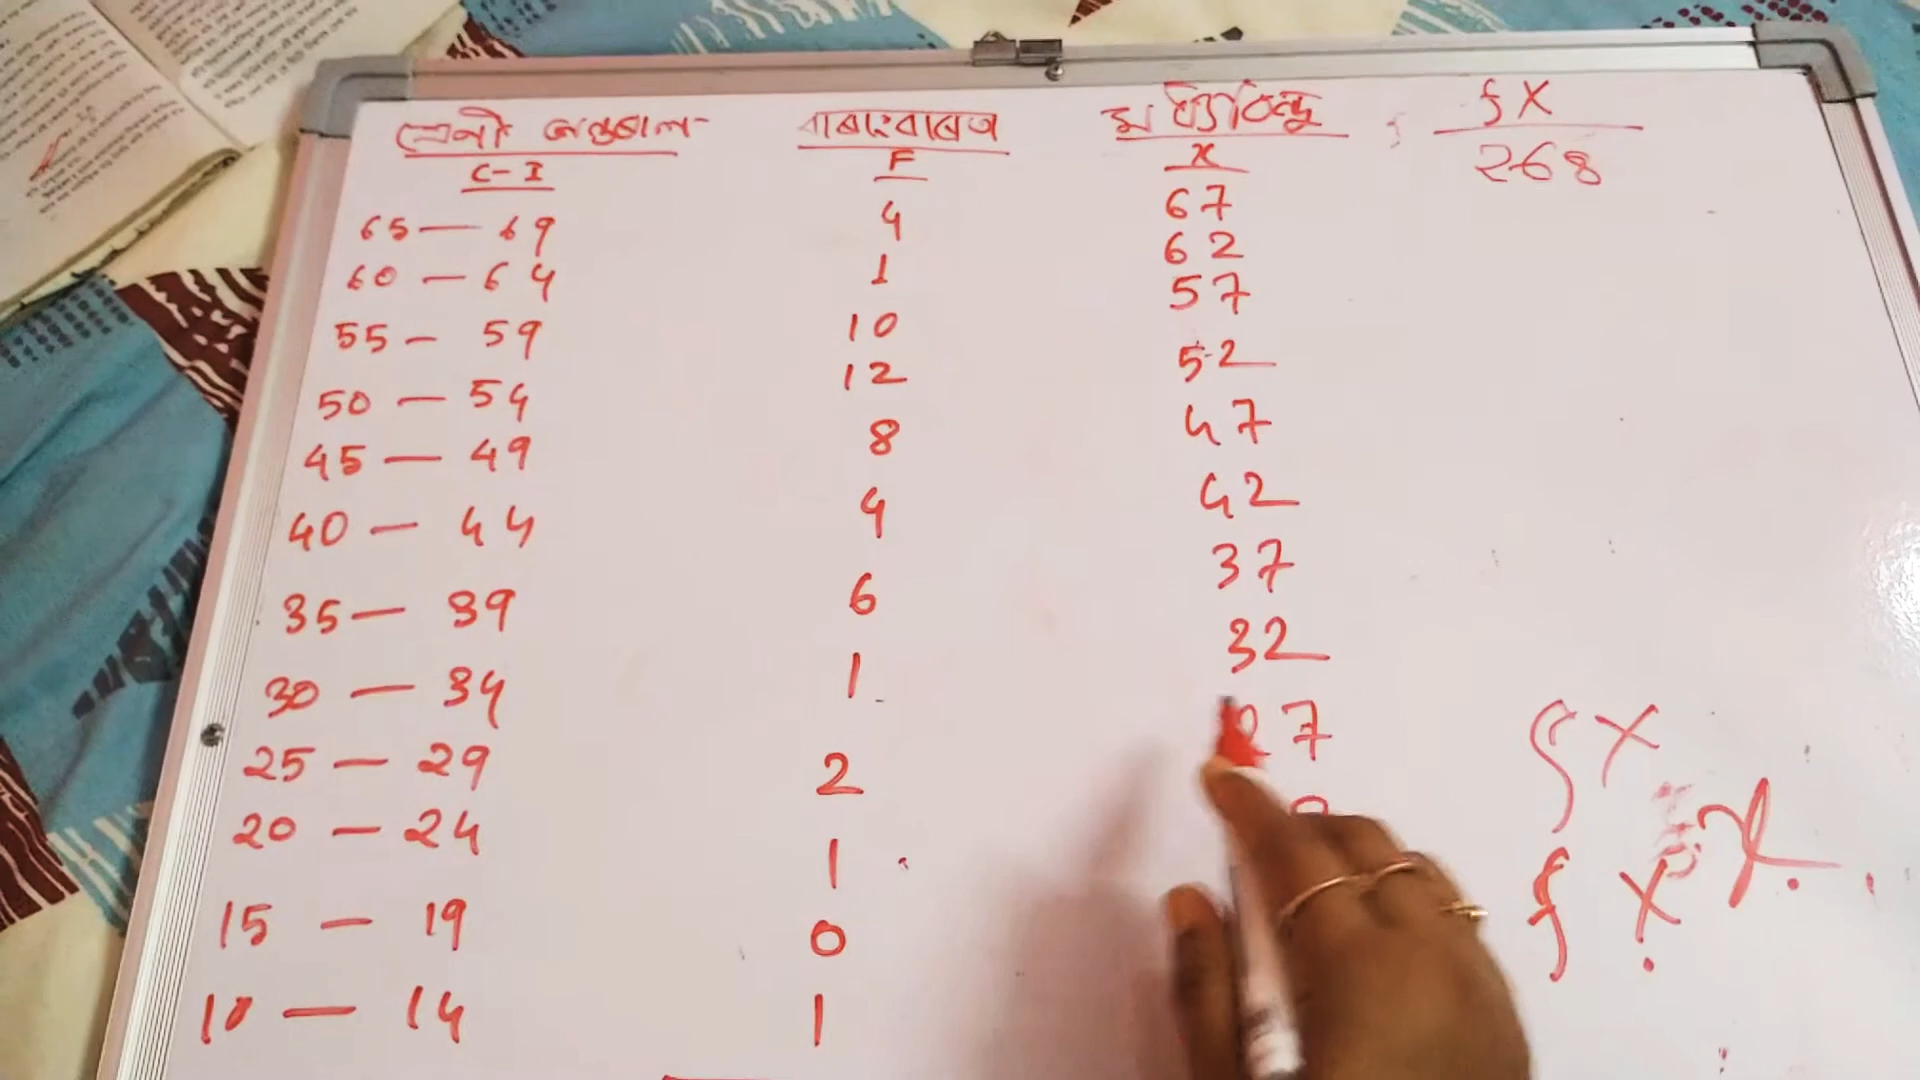 শ্ৰেণী অন্তৰাল বাৰংবাৰতা মধ্যবিন্দু fX
C-I F X 268
65 — 69 4 67
60 — 64 1 62
55 — 59 10 57
50 — 54 12 52
45 — 49 8 47
40 — 44 4 42
35 — 39 6 37
30 — 34 1 32
25 — 29 2 27
20 — 24 1
15 — 19 0
10 — 14 1
fX
f X